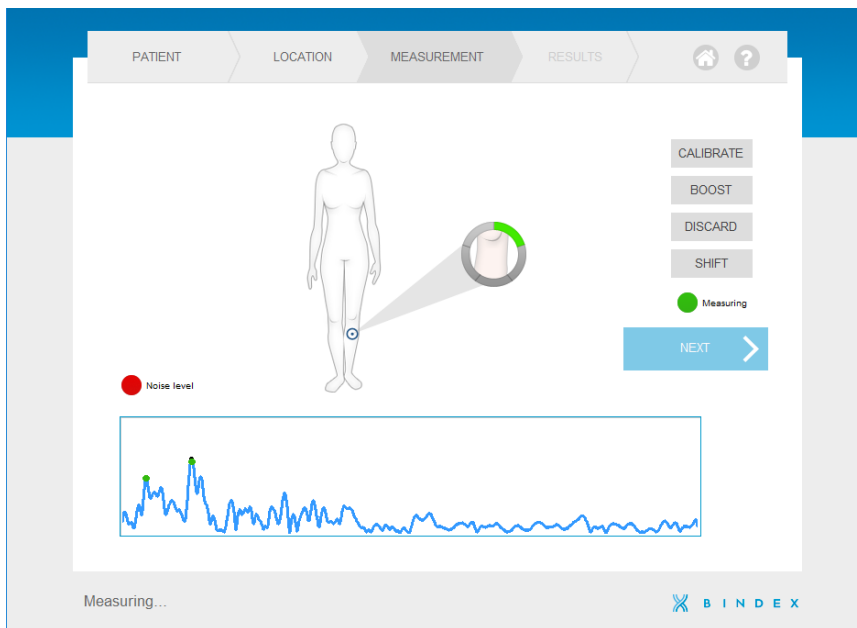 PATIENT
LOCATION
MEASUREMENT
RESULTS
?
CALIBRATE
BOOST
DISCARD
SHIFT
Measuring
NEXT
Noise level
Measuring...
BINDEX